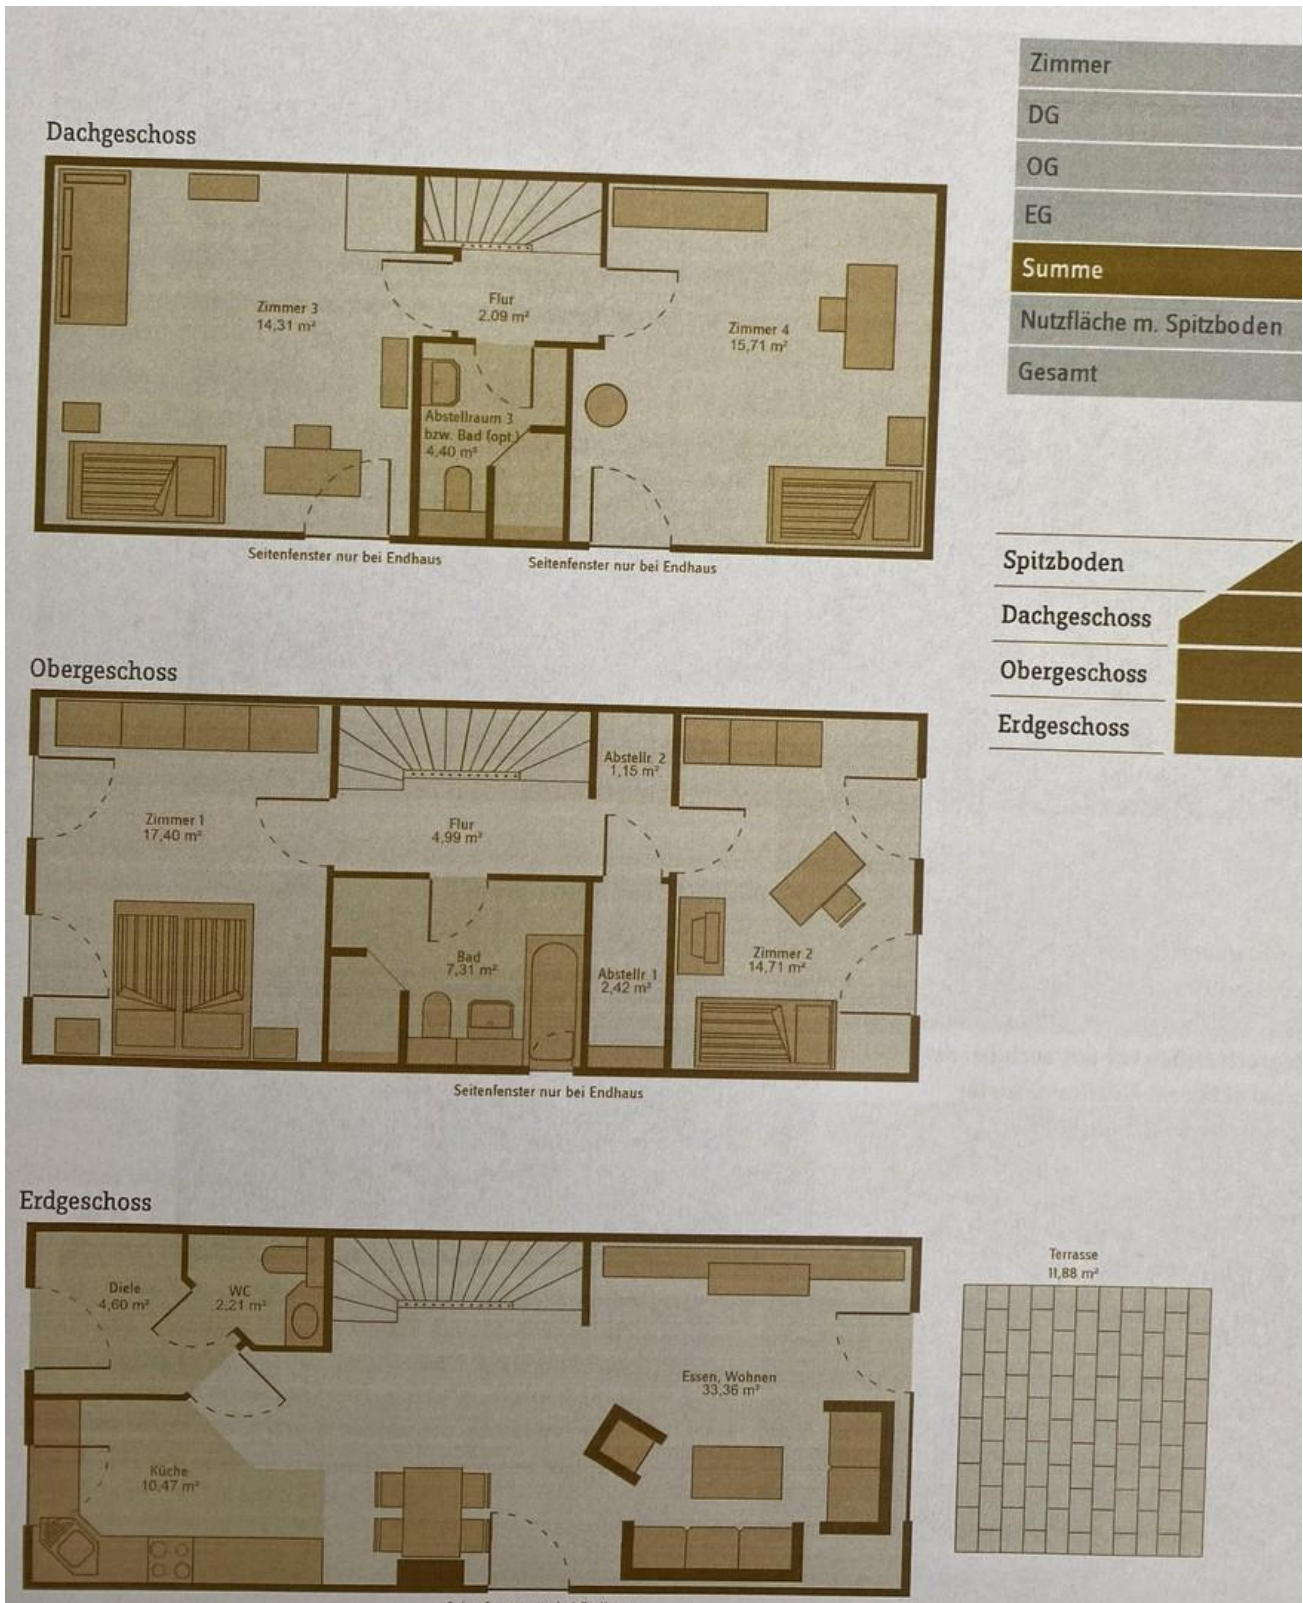 Zimmer
DG
OG
EG
Summe
Nutzfläche m. Spitzboden
Gesamt
Dachgeschoss
Zimmer 3
14,31 m²
Flur
2.09 m²
Zimmer 4
15,71 m²
Abstellraum 3
bzw. Bad (opt.)
4,40 m²
Seitenfenster nur bei Endhaus
Seitenfenster nur bei Endhaus
Spitzboden
Dachgeschoss
Obergeschoss
Erdgeschoss
Obergeschoss
Abstellr. 2
1,15 m²
Zimmer 1
17,40 m²
Flur
4,99 m²
Bad
7,31 m²
Abstellr. 1
2,42 m²
Zimmer 2
14,71 m²
Seitenfenster nur bei Endhaus
Erdgeschoss
Diele
4,60 m²
WC
2,21 m²
Essen, Wohnen
33,36 m²
Küche
10,47 m²
Terrasse
11,88 m²